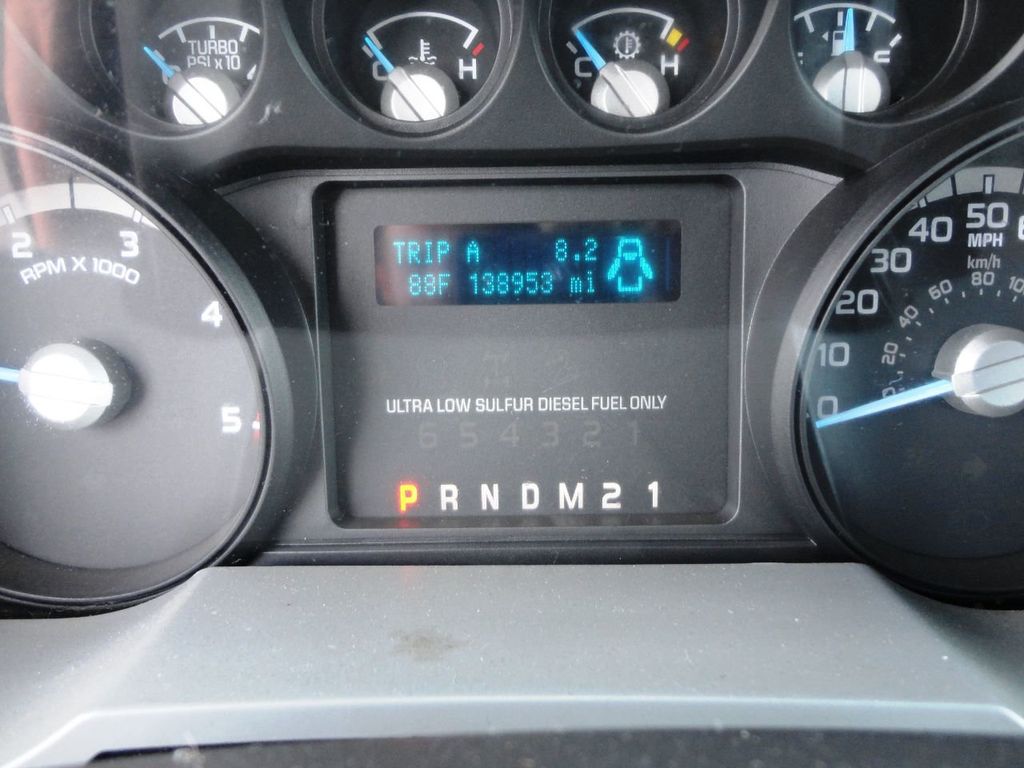 TURBO
PSI x 10
C H
C H
E
2 3 4 5
RPM X 1000
TRIP A 8.2
88F 138953 mi
ULTRA LOW SULFUR DIESEL FUEL ONLY
6 5 4 3 2 1
P R N D M 2 1
0 10 20 30 40 50
MPH
km/h
20 40 60 80